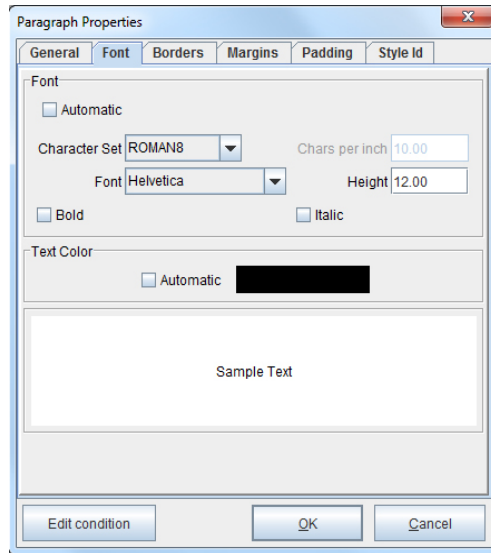 Paragraph Properties
General Font Borders Margins Padding Style Id
Font
Automatic
Character Set ROMAN8 Chars per inch 10.00
Font Helvetica Height 12.00
Bold Italic
Text Color
Automatic
Sample Text
Edit condition OK Cancel